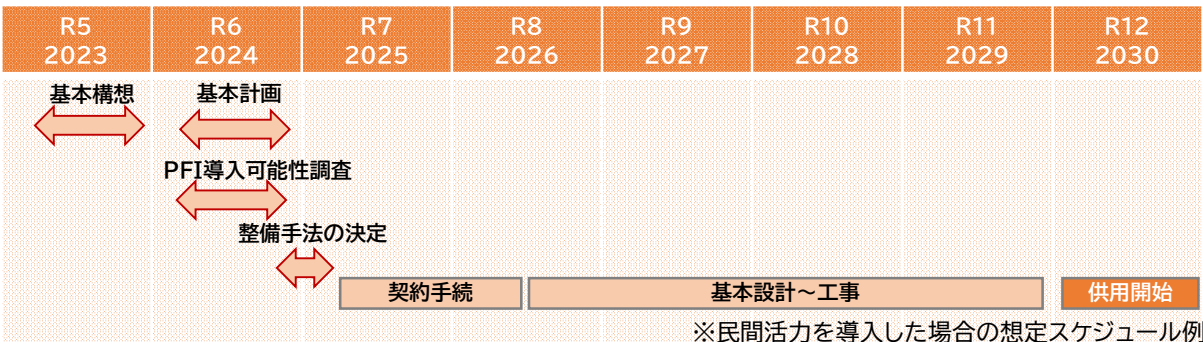 R5 R6 R7 R8 R9 R10 R11 R12
2023 2024 2025 2026 2027 2028 2029 2030
基本構想 基本計画
PFI導入可能性調査
整備手法の決定
契約手続 基本設計～工事 供用開始
※民間活力を導入した場合の想定スケジュール例